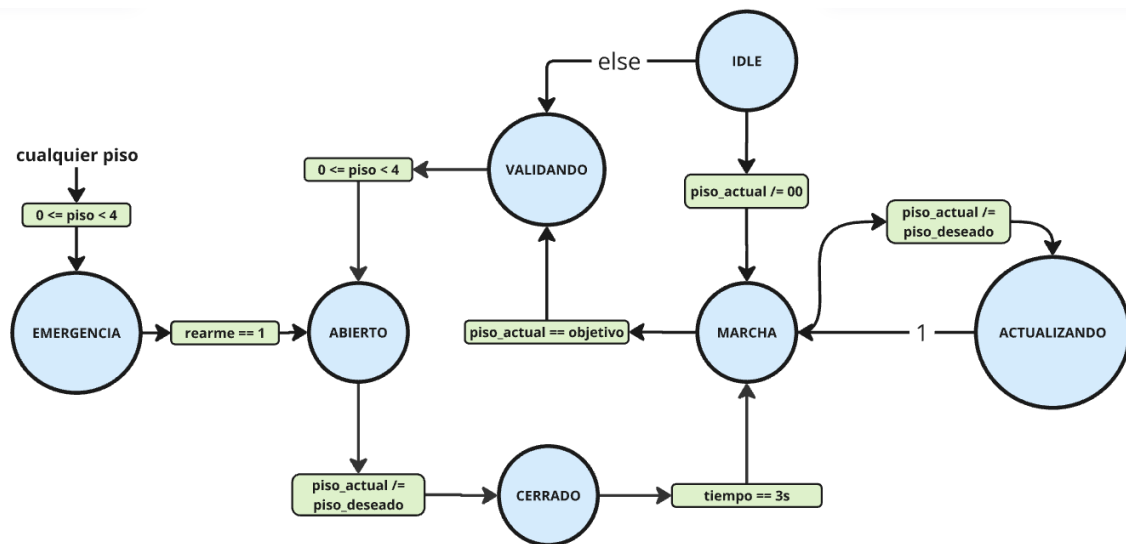 IDLE
else
cualquier piso
VALIDANDO
0 <= piso < 4
piso_actual /= 00
0 <= piso < 4
piso_actual /=
piso_deseado
EMERGENCIA
rearme == 1
ABIERTO
piso_actual == objetivo
MARCHA
1
ACTUALIZANDO
piso_actual /=
piso_deseado
CERRADO
tiempo == 3s